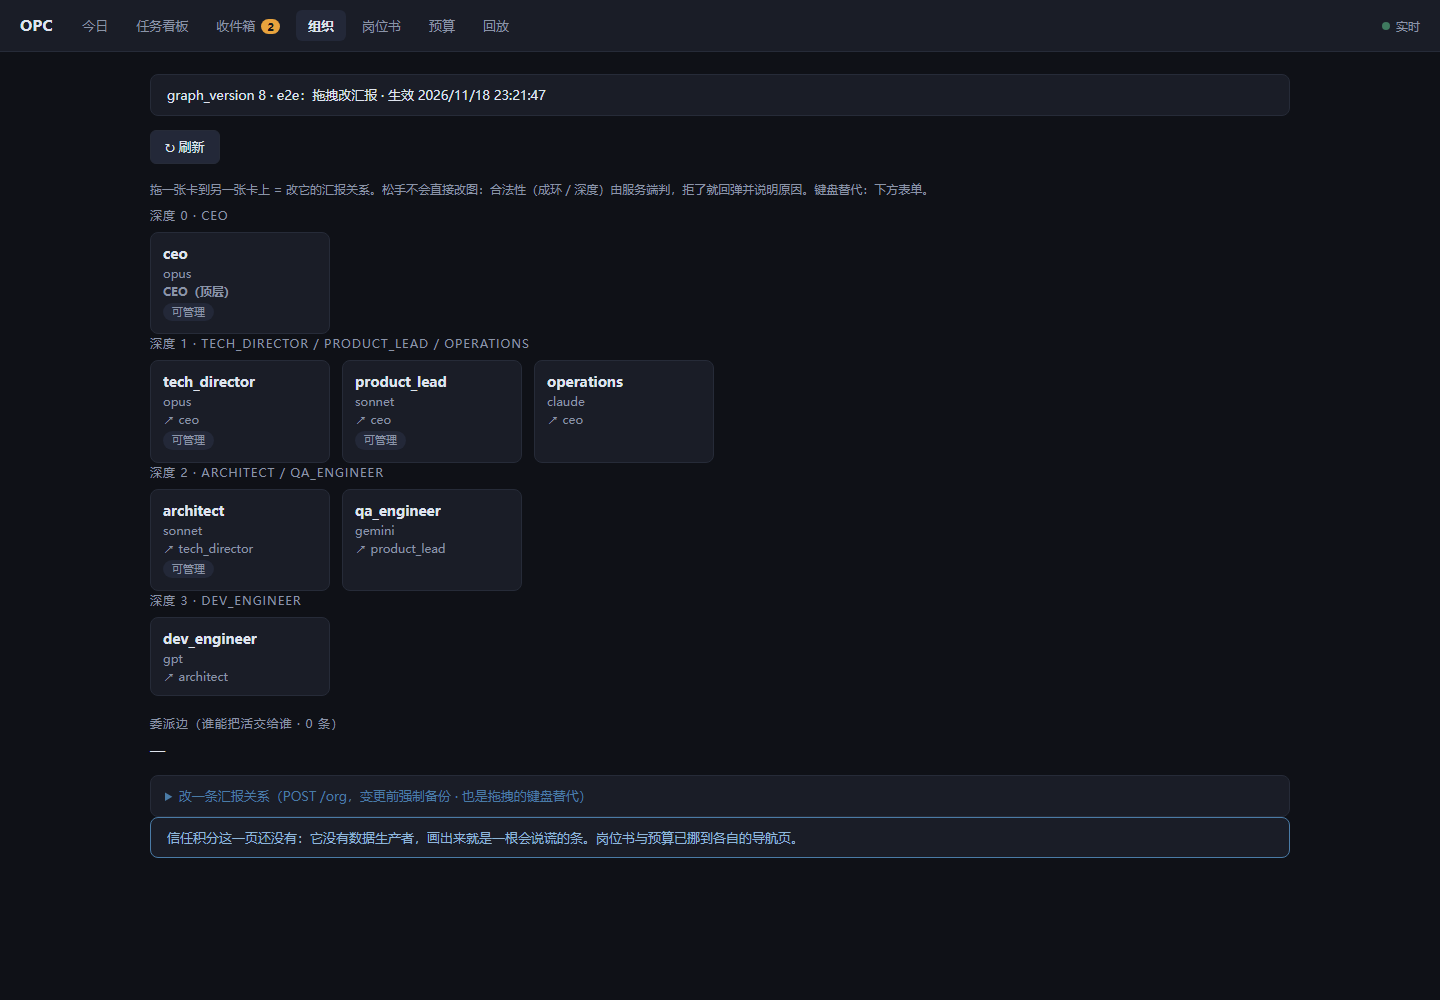 OPC 今日 任务看板 收件箱 2 组织 岗位书 预算 回放 实时
graph_version 8 · e2e：拖拽改汇报 · 生效 2026/11/18 23:21:47
↻ 刷新
拖一张卡到另一张卡上 = 改它的汇报关系。松手不会直接改图：合法性（成环 / 深度）由服务端判，拒了就回弹并说明原因。键盘替代：下方表单。
深度 0 · CEO
ceo
opus
CEO（顶层）
可管理
深度 1 · TECH_DIRECTOR / PRODUCT_LEAD / OPERATIONS
tech_director
opus
↗ ceo
可管理
product_lead
sonnet
↗ ceo
可管理
operations
claude
↗ ceo
深度 2 · ARCHITECT / QA_ENGINEER
architect
sonnet
↗ tech_director
可管理
qa_engineer
gemini
↗ product_lead
深度 3 · DEV_ENGINEER
dev_engineer
gpt
↗ architect
委派边（谁能把活交给谁 · 0 条）
—
▶ 改一条汇报关系（POST /org，变更前强制备份 · 也是拖拽的键盘替代）
信任积分这一页还没有：它没有数据生产者，画出来就是一根会说谎的条。岗位书与预算已挪到各自的导航页。